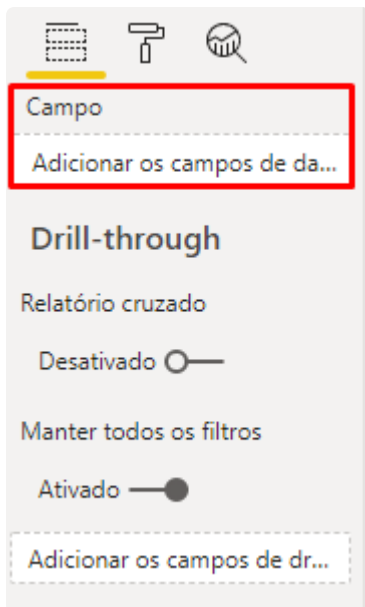 Campo
Adicionar os campos de da...
Drill-through
Relatório cruzado
Desativado
Manter todos os filtros
Ativado
Adicionar os campos de dr...